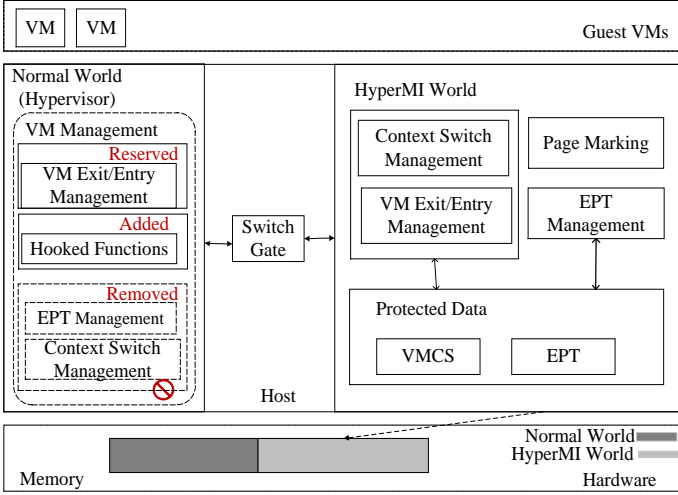 VM
VM
Guest VMs
Normal World
(Hypervisor)
VM Management
Reserved
VM Exit/Entry
Management
Added
Hooked Functions
Removed
EPT Management
Context Switch
Management
Switch
Gate
Host
HyperMI World
Context Switch
Management
VM Exit/Entry
Management
Page Marking
EPT
Management
Protected Data
VMCS
EPT
Normal World
HyperMI World
Memory
Hardware